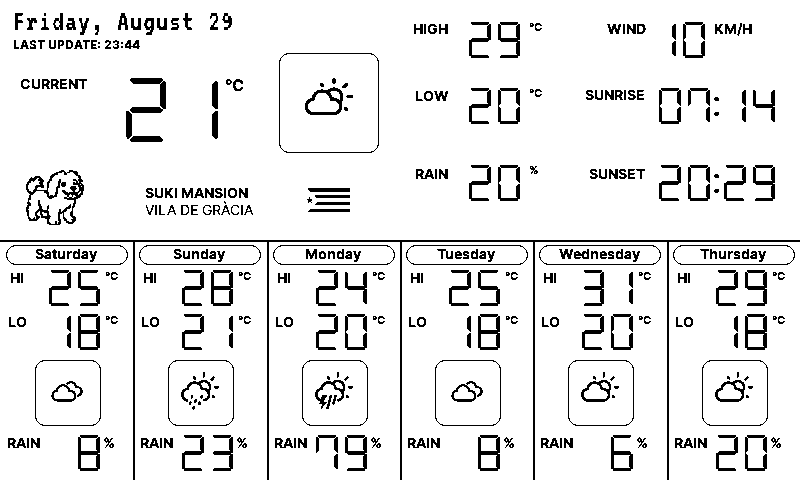 Friday, August 29
LAST UPDATE: 23:44
CURRENT 21 °C
SUKI MANSION
VILA DE GRÀCIA
HIGH 29 °C
WIND 10 KM/H
LOW 20 °C
SUNRISE 07:14
RAIN 20 %
SUNSET 20:29
Saturday
HI 25 °C
LO 18 °C
RAIN 8 %
Sunday
HI 28 °C
LO 21 °C
RAIN 23 %
Monday
HI 24 °C
LO 20 °C
RAIN 79 %
Tuesday
HI 25 °C
LO 18 °C
RAIN 8 %
Wednesday
HI 31 °C
LO 20 °C
RAIN 6 %
Thursday
HI 29 °C
LO 18 °C
RAIN 20 %